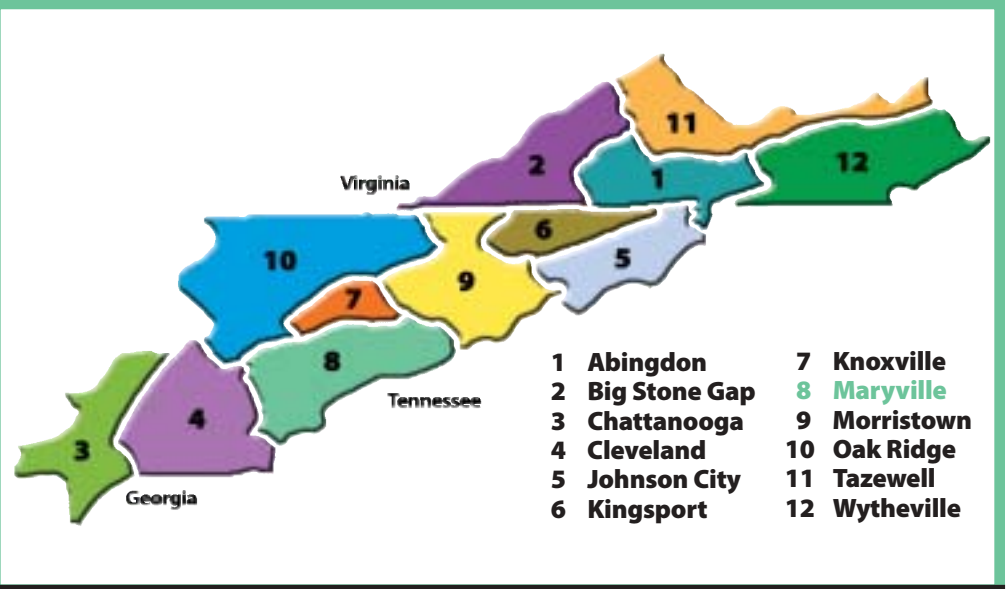 11
2
12
1
Virginia
6
5
10
9
7
8
Tennessee
4
3
Georgia
1 Abingdon
2 Big Stone Gap
3 Chattanooga
4 Cleveland
5 Johnson City
6 Kingsport
7 Knoxville
8 Maryville
9 Morristown
10 Oak Ridge
11 Tazewell
12 Wytheville